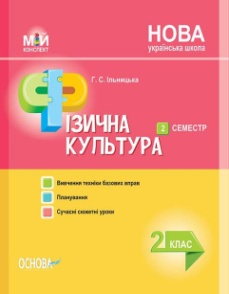 МІЙ
КОНСПЕКТ
НОВА
українська школа
Г. С. Ільницька
ФІЗИЧНА
КУЛЬТУРА
2 СЕМЕСТР
Вивчення техніки базових вправ
Планування
Сучасні сюжетні уроки
2 КЛАС
ОСНОВА